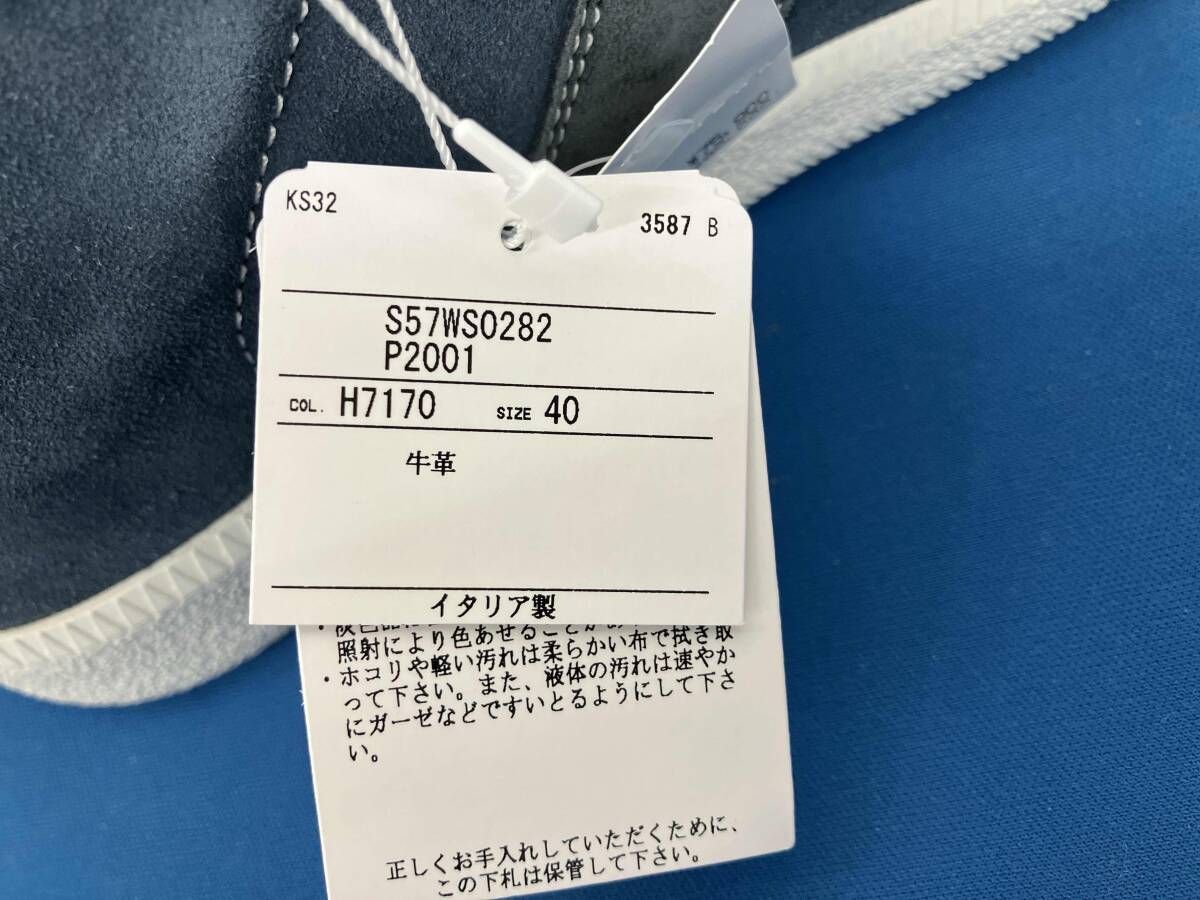 KS32
3587 B
S57WS0282
P2001
COL. H7170 SIZE 40
牛革
イタリア製
照射により色あせることが
・ホコリや軽い汚れは柔らかい布で拭き取
って下さい。また、液体の汚れは速やか
にガーゼなどですいとるようにして下さ
い。
正しくお手入れしていただくために、
この下札は保管して下さい。